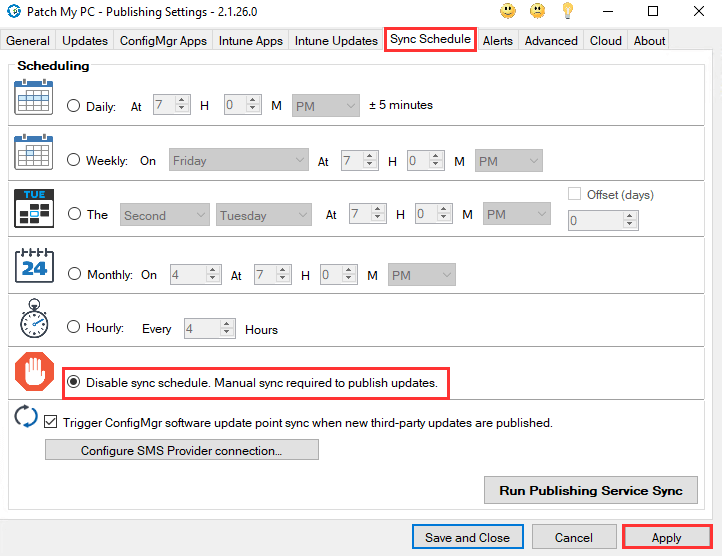 Patch My PC - Publishing Settings - 2.1.26.0
General Updates ConfigMgr Apps Intune Apps Intune Updates Sync Schedule Alerts Advanced Cloud About
Scheduling
Daily: At 7 H 0 M PM ± 5 minutes
Weekly: On Friday At 7 H 0 M PM
TUE
The Second Tuesday At 7 H 0 M PM
Offset (days)
0
24
Monthly: On 4 At 7 H 0 M PM
Hourly: Every 4 Hours
Disable sync schedule. Manual sync required to publish updates.
Trigger ConfigMgr software update point sync when new third-party updates are published.
Configure SMS Provider connection...
Run Publishing Service Sync
Save and Close Cancel Apply